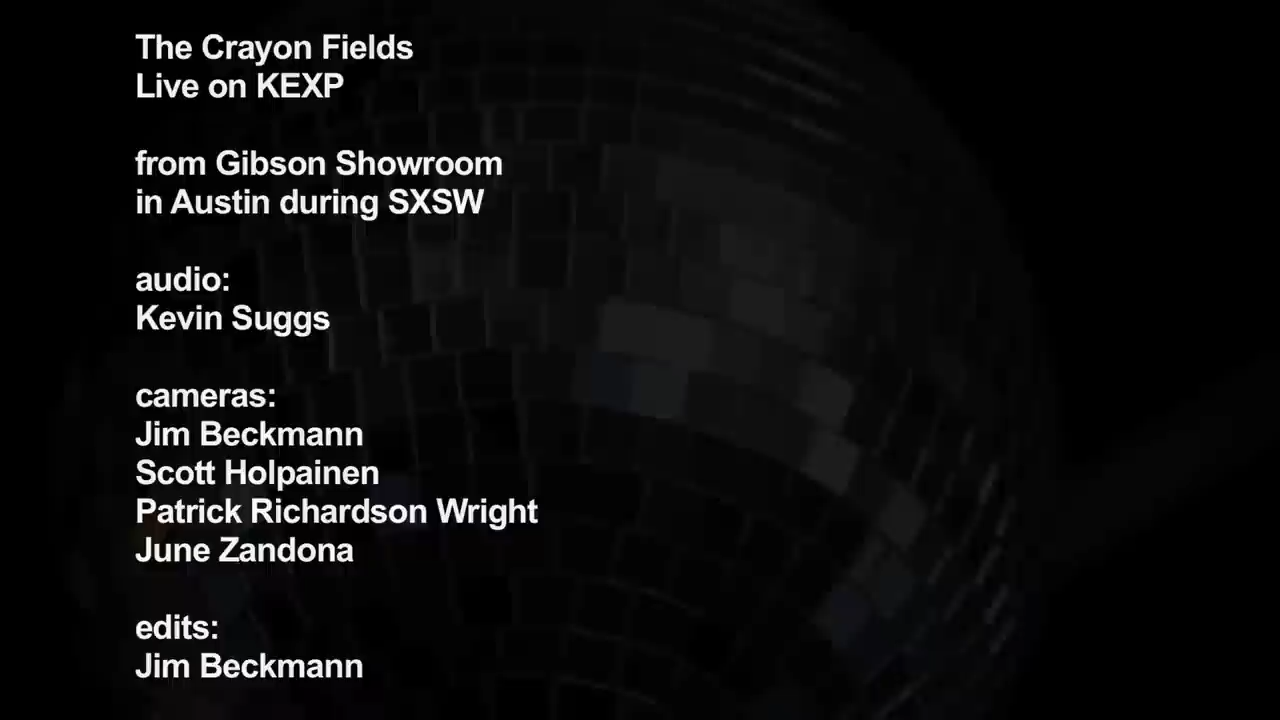 The Crayon Fields
Live on KEXP
from Gibson Showroom
in Austin during SXSW
audio:
Kevin Suggs
cameras:
Jim Beckmann
Scott Holpainen
Patrick Richardson Wright
June Zandona
edits:
Jim Beckmann